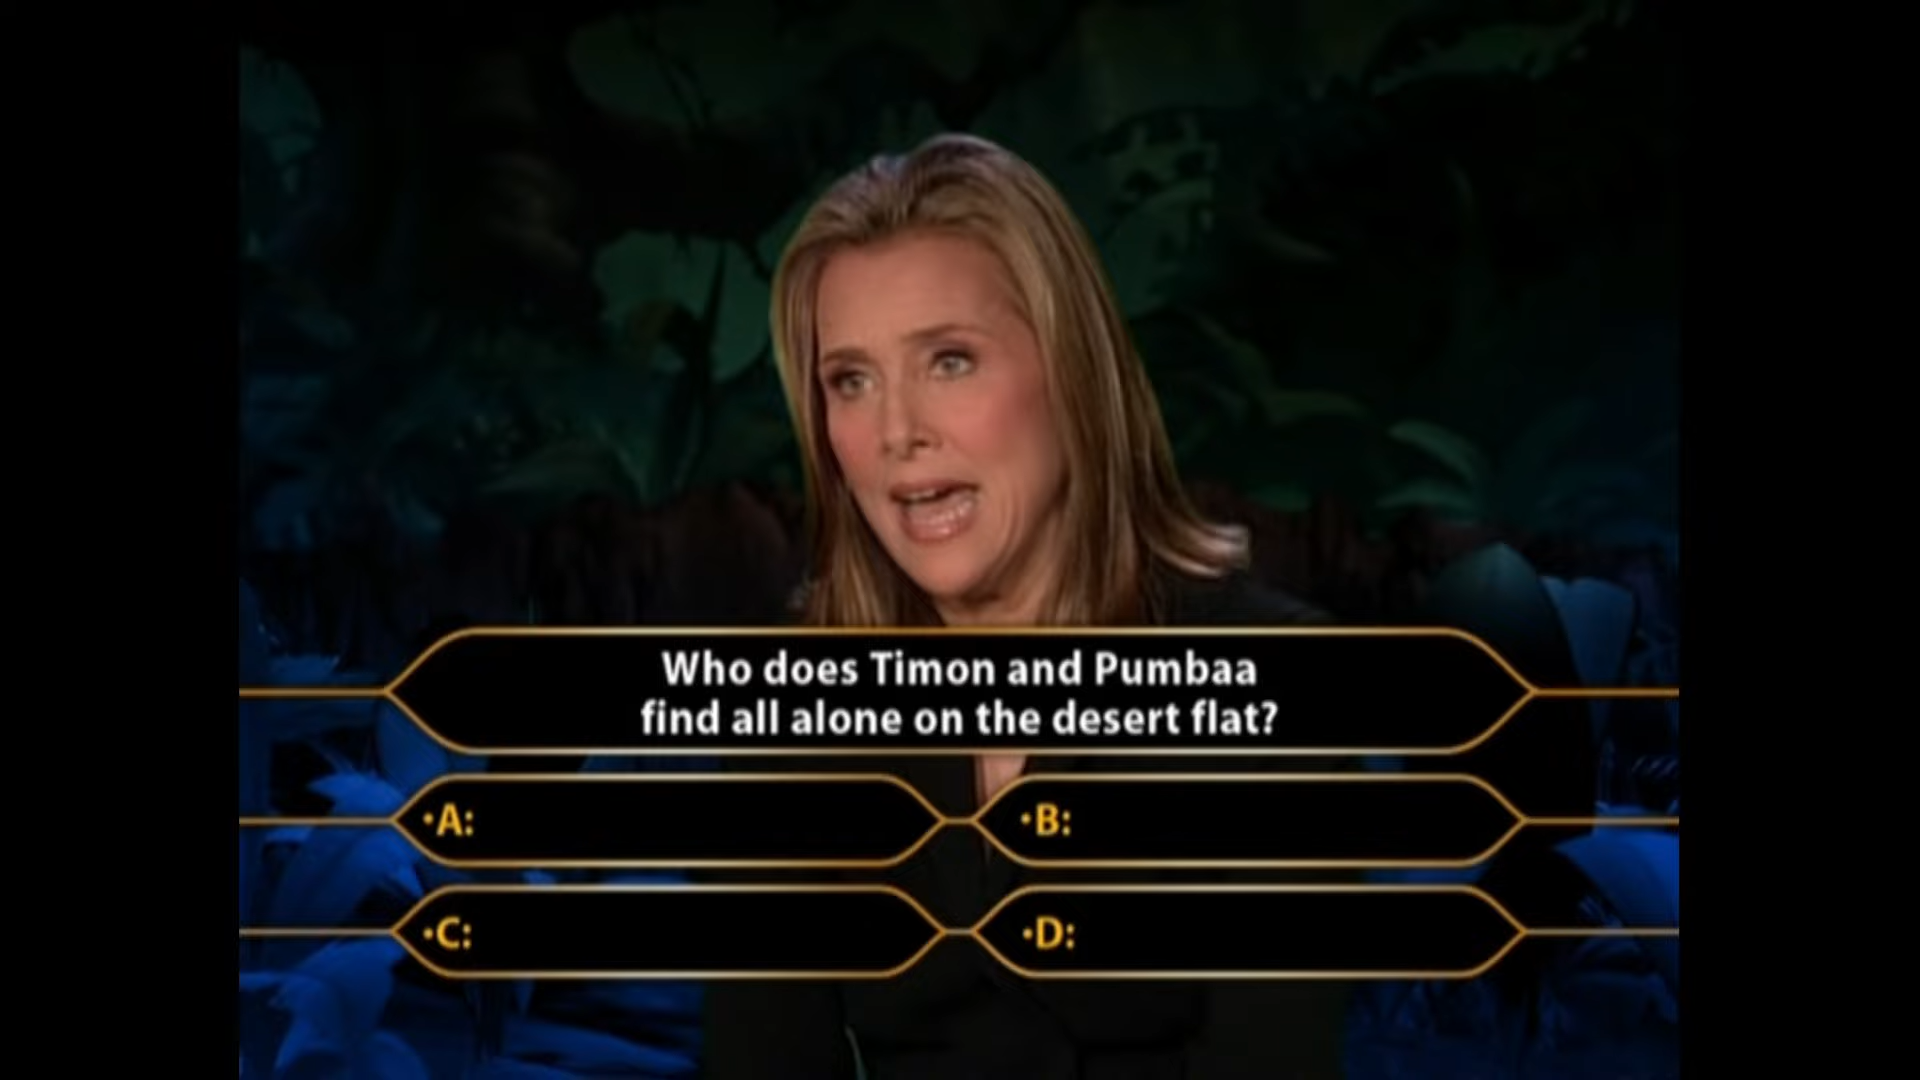 Who does Timon and Pumbaa
find all alone on the desert flat?
•A:
•B:
•C:
•D: